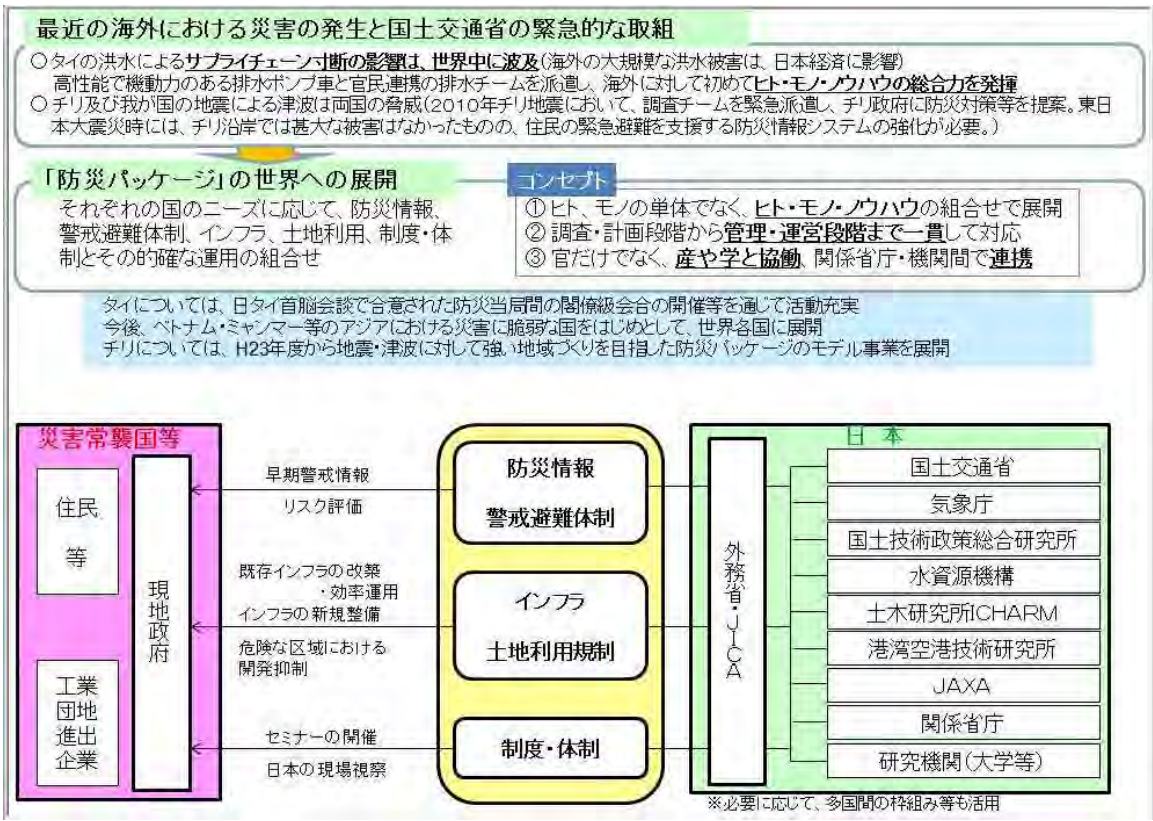 最近の海外における災害の発生と国土交通省の緊急的な取組
○タイの洪水によるサプライチェーン寸断の影響は、世界中に波及(海外の大規模な洪水被害は、日本経済に影響)
高性能で機動力のある排水ポンプ車と官民連携の排水チームを派遣し、海外に対して初めてヒト・モノ・ノウハウの総合力を発揮
○チリ及び我が国の地震による津波は両国の脅威(2010年チリ地震において、調査チームを緊急派遣し、チリ政府に防災対策等を提案。東日
本大震災時には、チリ沿岸では甚大な被害はなかったものの、住民の緊急避難を支援する防災情報システムの強化が必要。)
「防災パッケージ」の世界への展開
それぞれの国のニーズに応じて、防災情報、
警戒避難体制、インフラ、土地利用、制度・体
制とその的確な運用の組合せ
コンセプト
①ヒト、モノの単体でなく、ヒト・モノ・ノウハウの組合せで展開
②調査・計画段階から管理・運営段階まで一貫して対応
③官だけでなく、産や学と協働、関係省庁・機関間で連携
タイについては、日タイ首脳会談で合意された防災当局間の閣僚級会合の開催等を通じて活動充実
今後、ベトナム・ミャンマー等のアジアにおける災害に脆弱な国をはじめとして、世界各国に展開
チリについては、H23年度から地震・津波に対して強い地域づくりを目指した防災パッケージのモデル事業を展開
災害常襲国等
住民
等
工業
団地
進出
企業
現地政府
早期警戒情報
リスク評価
既存インフラの改築
・効率運用
インフラの新規整備
危険な区域における
開発抑制
セミナーの開催
日本の現場視察
防災情報
警戒避難体制
インフラ
土地利用規制
制度・体制
日本
外務省・JICA
国土交通省
気象庁
国土技術政策総合研究所
水資源機構
土木研究所ICHARM
港湾空港技術研究所
JAXA
関係省庁
研究機関(大学等)
※必要に応じて、多国間の枠組み等も活用